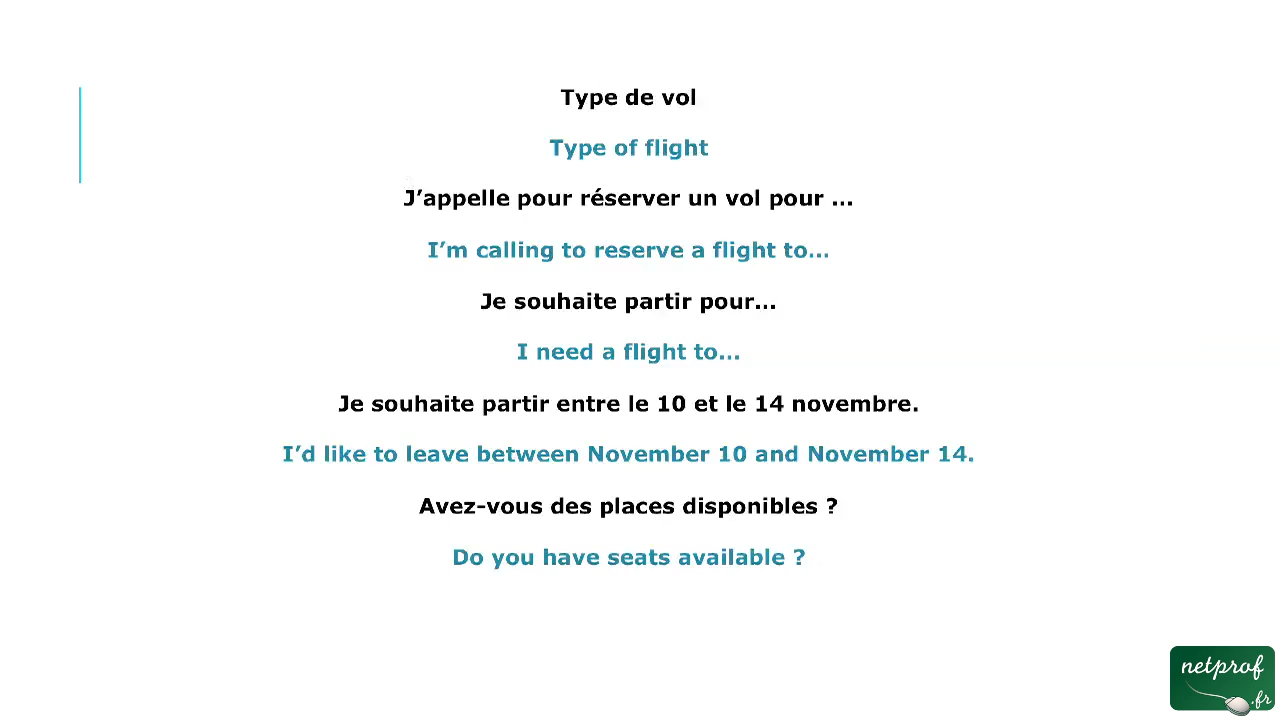 Type de vol
Type of flight
J’appelle pour réserver un vol pour ...
I’m calling to reserve a flight to...
Je souhaite partir pour...
I need a flight to...
Je souhaite partir entre le 10 et le 14 novembre.
I’d like to leave between November 10 and November 14.
Avez-vous des places disponibles ?
Do you have seats available ?
netprof
.fr